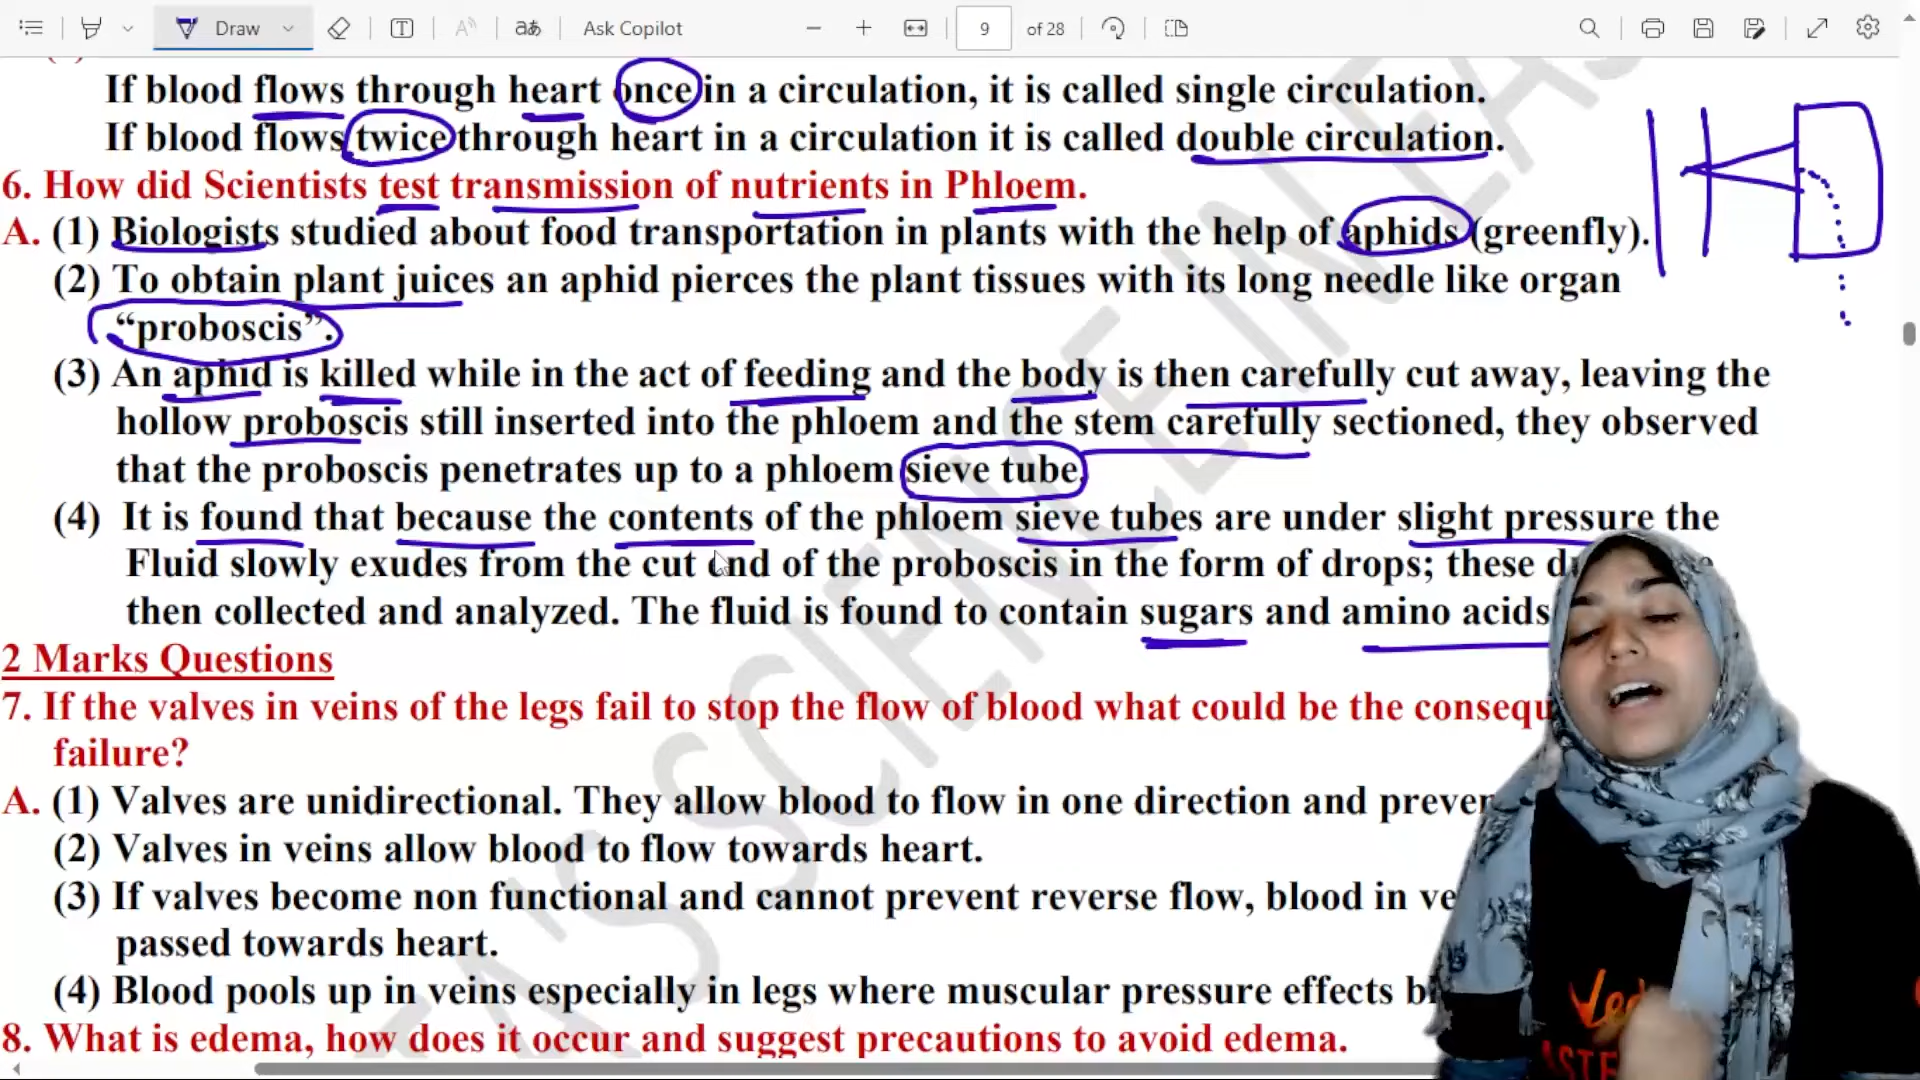 Draw
Ask Copilot
9 of 28
If blood flows through heart once in a circulation, it is called single circulation.
If blood flows twice through heart in a circulation it is called double circulation.
6. How did Scientists test transmission of nutrients in Phloem.
A. (1) Biologists studied about food transportation in plants with the help of aphids (greenfly).
(2) To obtain plant juices an aphid pierces the plant tissues with its long needle like organ
“proboscis”.
(3) An aphid is killed while in the act of feeding and the body is then carefully cut away, leaving the
hollow proboscis still inserted into the phloem and the stem carefully sectioned, they observed
that the proboscis penetrates up to a phloem sieve tube.
(4) It is found that because the contents of the phloem sieve tubes are under slight pressure the
Fluid slowly exudes from the cut end of the proboscis in the form of drops; these
then collected and analyzed. The fluid is found to contain sugars and amino acids
2 Marks Questions
7. If the valves in veins of the legs fail to stop the flow of blood what could be the
failure?
A. (1) Valves are unidirectional. They allow blood to flow in one direction and
(2) Valves in veins allow blood to flow towards heart.
(3) If valves become non functional and cannot prevent reverse flow, blood in
passed towards heart.
(4) Blood pools up in veins especially in legs where muscular pressure effects
8. What is edema, how does it occur and suggest precautions to avoid edema.